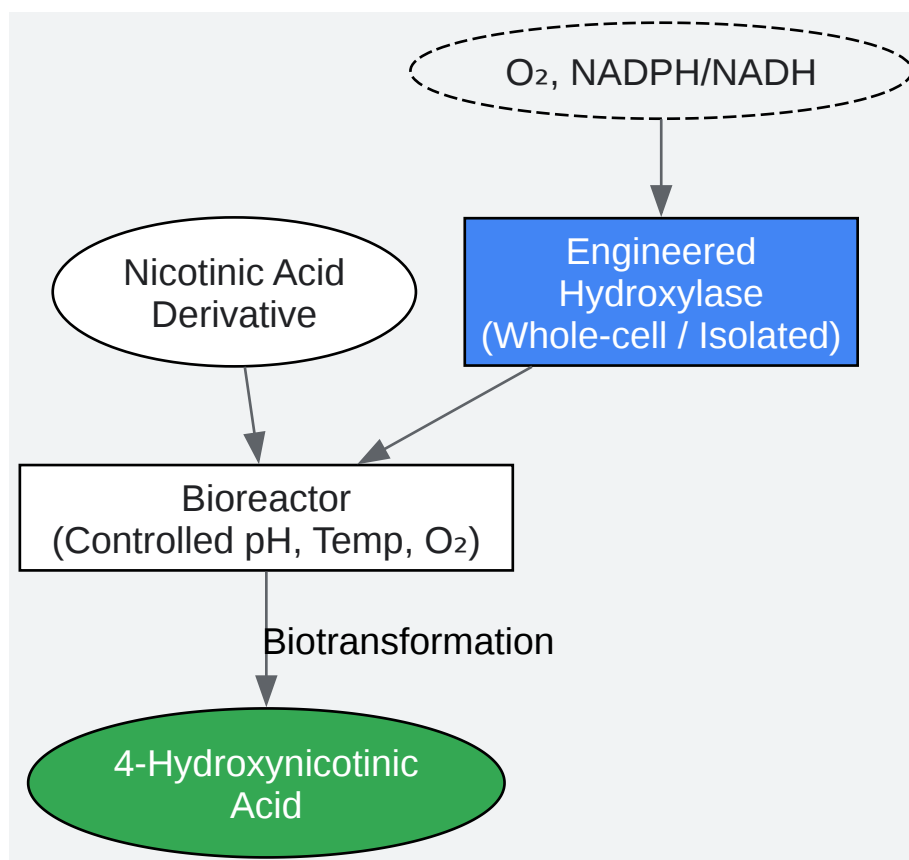 O₂, NADPH/NADH
Engineered
Hydroxylase
(Whole-cell / Isolated)
Nicotinic Acid
Derivative
Bioreactor
(Controlled pH, Temp, O₂)
Biotransformation
4-Hydroxynicotinic
Acid